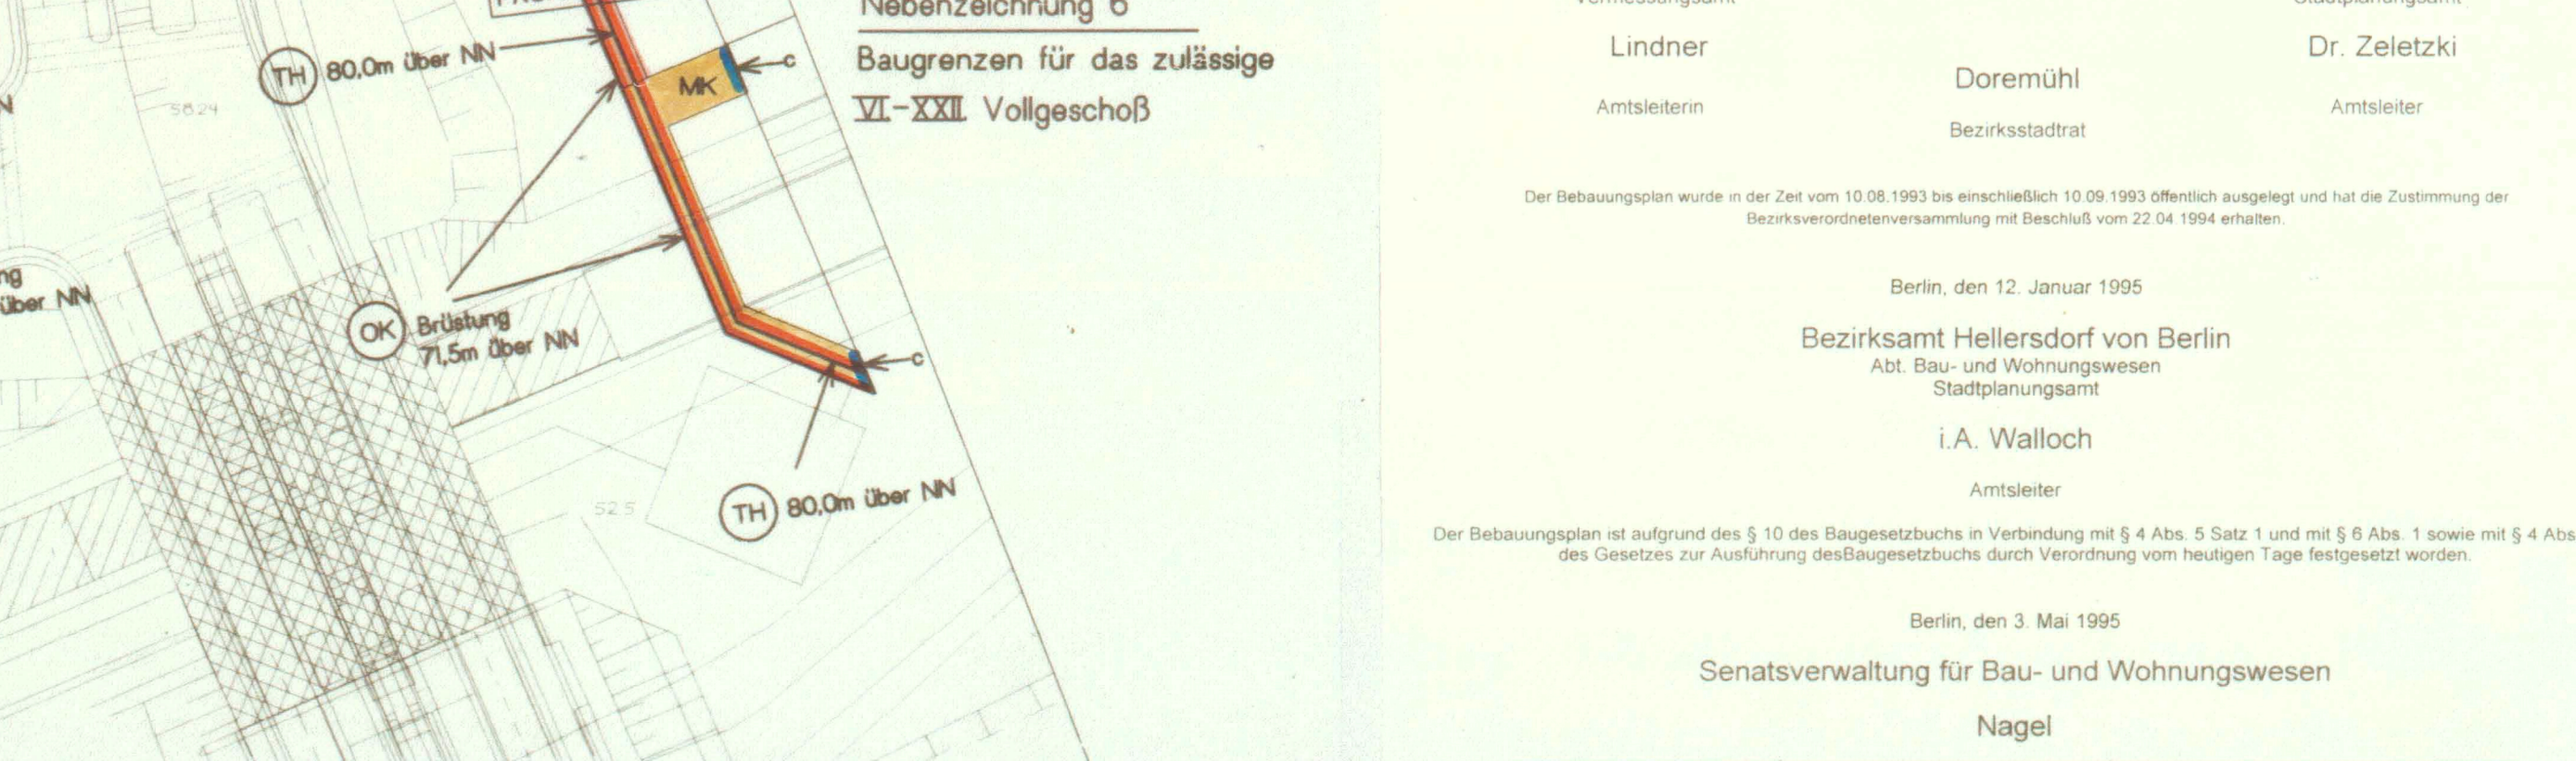 Nebenzeichnung 6
Baugrenzen für das zulässige
VI-XXII Vollgeschoß
TH 80,0m über NN
MK
c
5824
N
ng
über NN
OK Brüstung
71,5m über NN
c
TH 80,0m über NN
525
Vermessungsamt
Stadtplanungsamt
Lindner
Dr. Zeletzki
Doremühl
Amtsleiterin
Amtsleiter
Bezirksstadtrat
Der Bebauungsplan wurde in der Zeit vom 10.08.1993 bis einschließlich 10.09.1993 öffentlich ausgelegt und hat die Zustimmung der
Bezirksverordnetenversammlung mit Beschluß vom 22.04.1994 erhalten.
Berlin, den 12. Januar 1995
Bezirksamt Hellersdorf von Berlin
Abt. Bau- und Wohnungswesen
Stadtplanungsamt
i.A. Walloch
Amtsleiter
Der Bebauungsplan ist aufgrund des § 10 des Baugesetzbuchs in Verbindung mit § 4 Abs. 5 Satz 1 und mit § 6 Abs. 1 sowie mit § 4 Abs
des Gesetzes zur Ausführung desBaugesetzbuchs durch Verordnung vom heutigen Tage festgesetzt worden.
Berlin, den 3. Mai 1995
Senatsverwaltung für Bau- und Wohnungswesen
Nagel